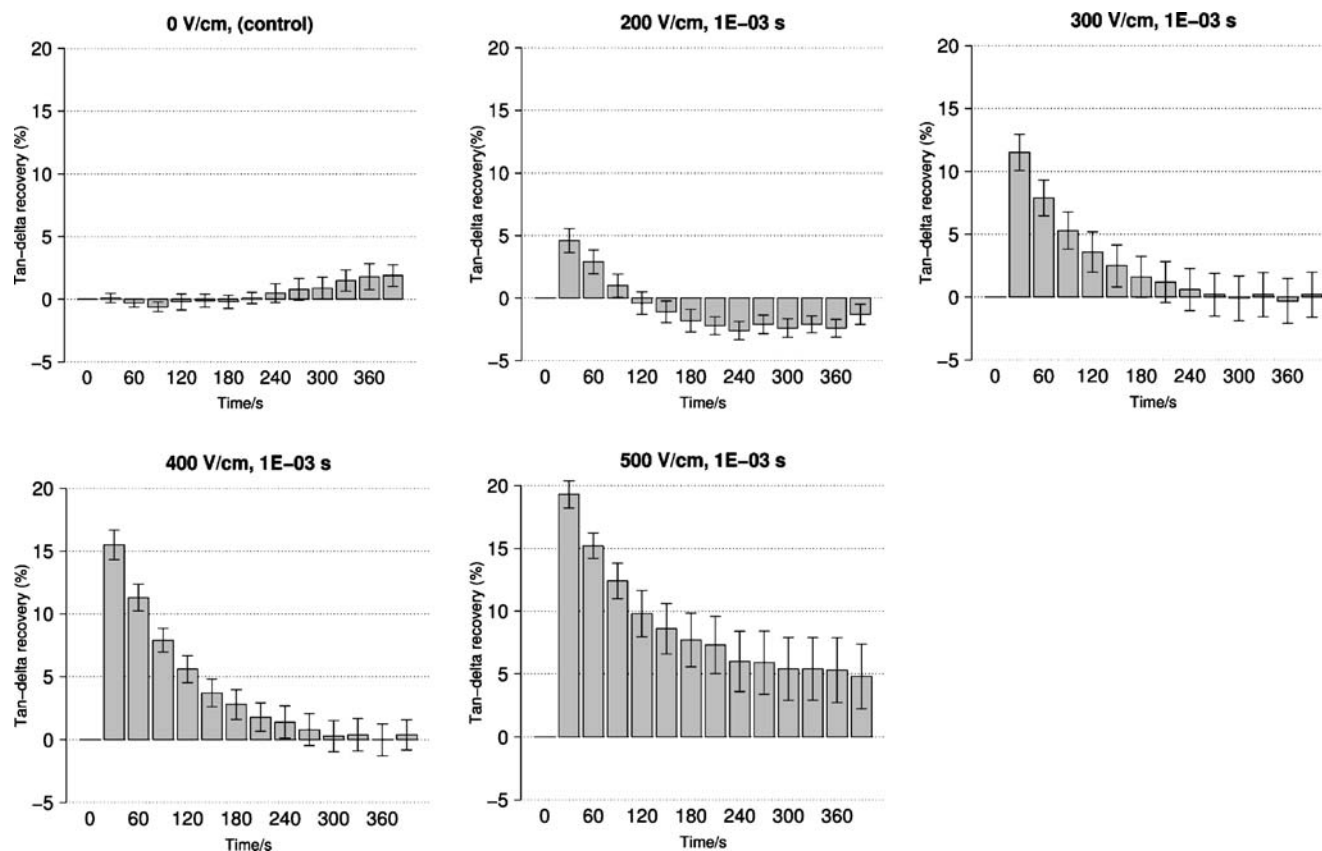 0 V/cm, (control)
20
15
10
5
0
−5
Tan−delta recovery (%)
0 60 120 180 240 300 360
Time/s
200 V/cm, 1E−03 s
20
15
10
5
0
−5
Tan−delta recovery(%)
0 60 120 180 240 300 360
Time/s
300 V/cm, 1E−03 s
20
15
10
5
0
−5
Tan−delta recovery (%)
0 60 120 180 240 300 360
Time/s
400 V/cm, 1E−03 s
20
15
10
5
0
−5
Tan−delta recovery (%)
0 60 120 180 240 300 360
Time/s
500 V/cm, 1E−03 s
20
15
10
5
0
−5
Tan−delta recovery (%)
0 60 120 180 240 300 360
Time/s